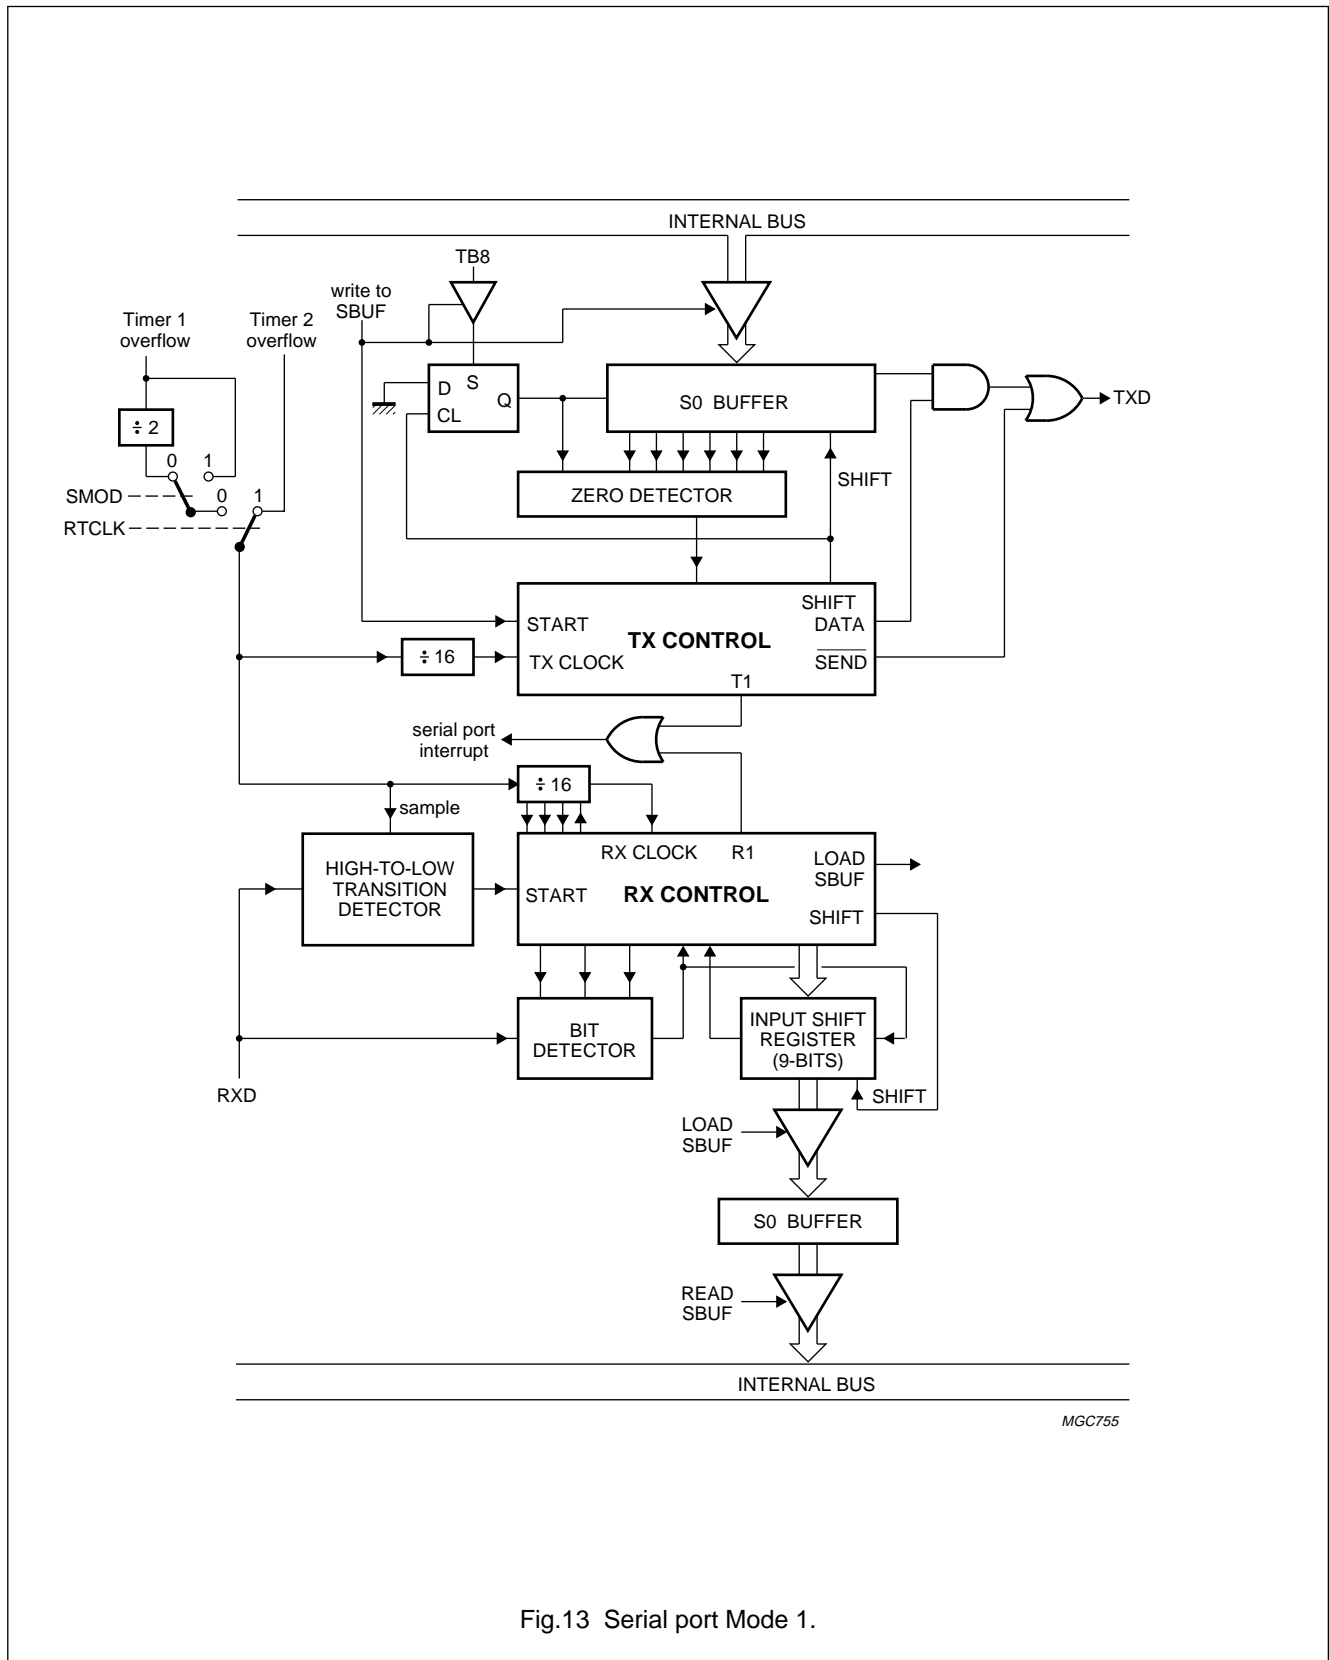 INTERNAL BUS
TB8
write to
SBUF
Timer 1
overflow
Timer 2
overflow
D
S
Q
CL
S0 BUFFER
TXD
÷ 2
0
1
SMOD
0
1
RTCLK
ZERO DETECTOR
SHIFT
START
TX CONTROL
SHIFT
DATA
÷ 16
TX CLOCK
SEND
T1
serial port
interrupt
÷ 16
sample
HIGH-TO-LOW
TRANSITION
DETECTOR
RX CLOCK
R1
LOAD
SBUF
START
RX CONTROL
SHIFT
BIT
DETECTOR
INPUT SHIFT
REGISTER
(9-BITS)
RXD
SHIFT
LOAD
SBUF
S0 BUFFER
READ
SBUF
INTERNAL BUS
MGC755
Fig.13 Serial port Mode 1.